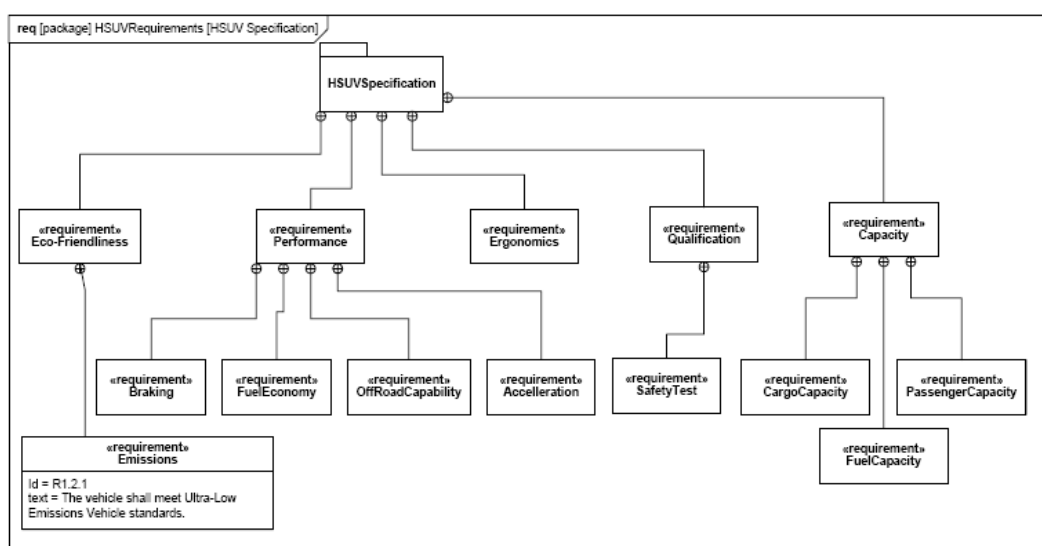 req [package] HSUVRequirements [HSUV Specification]
HSUVSpecification
«requirement»
Eco-Friendliness
«requirement»
Performance
«requirement»
Ergonomics
«requirement»
Qualification
«requirement»
Capacity
«requirement»
Braking
«requirement»
FuelEconomy
«requirement»
OffRoadCapability
«requirement»
Accelleration
«requirement»
SafetyTest
«requirement»
CargoCapacity
«requirement»
PassengerCapacity
«requirement»
Emissions
Id = R1.2.1
text = The vehicle shall meet Ultra-Low
Emissions Vehicle standards.
«requirement»
FuelCapacity